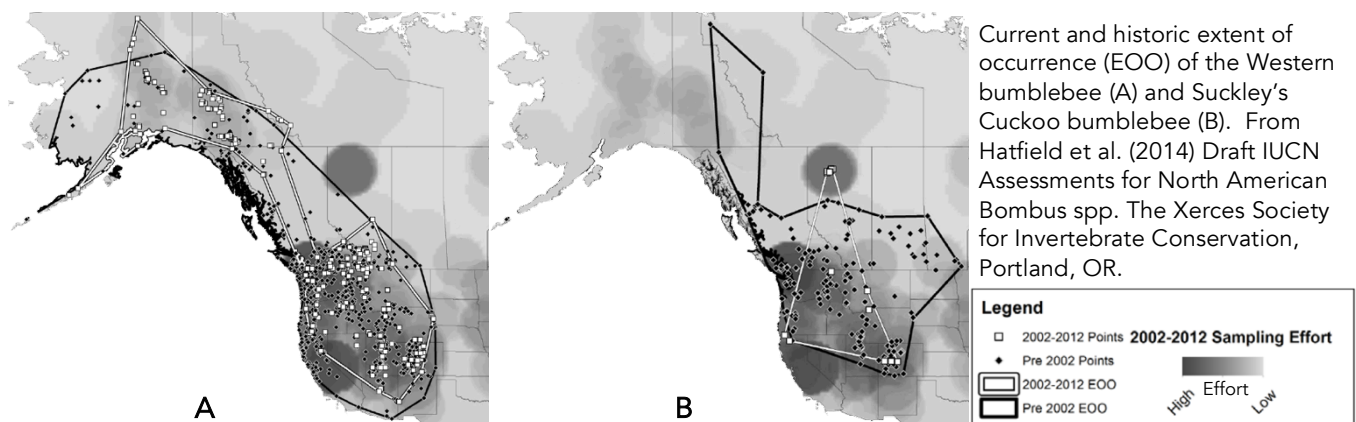 A
B
Current and historic extent of
occurrence (EOO) of the Western
bumblebee (A) and Suckley's
Cuckoo bumblebee (B). From
Hatfield et al. (2014) Draft IUCN
Assessments for North American
Bombus spp. The Xerces Society
for Invertebrate Conservation,
Portland, OR.
Legend
2002-2012 Points
Pre 2002 Points
2002-2012 EOO
Pre 2002 EOO
2002-2012 Sampling Effort
High Effort Low